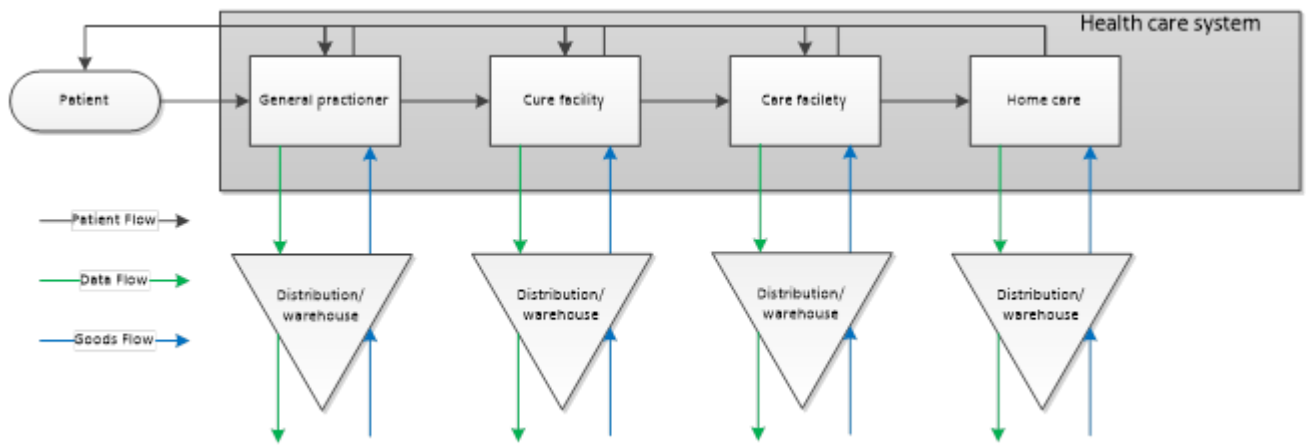 Health care system
Patient
General practioner
Cure facility
Care facilety
Home care
Patient Flow
Data Flow
Goods Flow
Distribution/
warehouse
Distribution/
warehouse
Distribution/
warehouse
Distribution/
warehouse